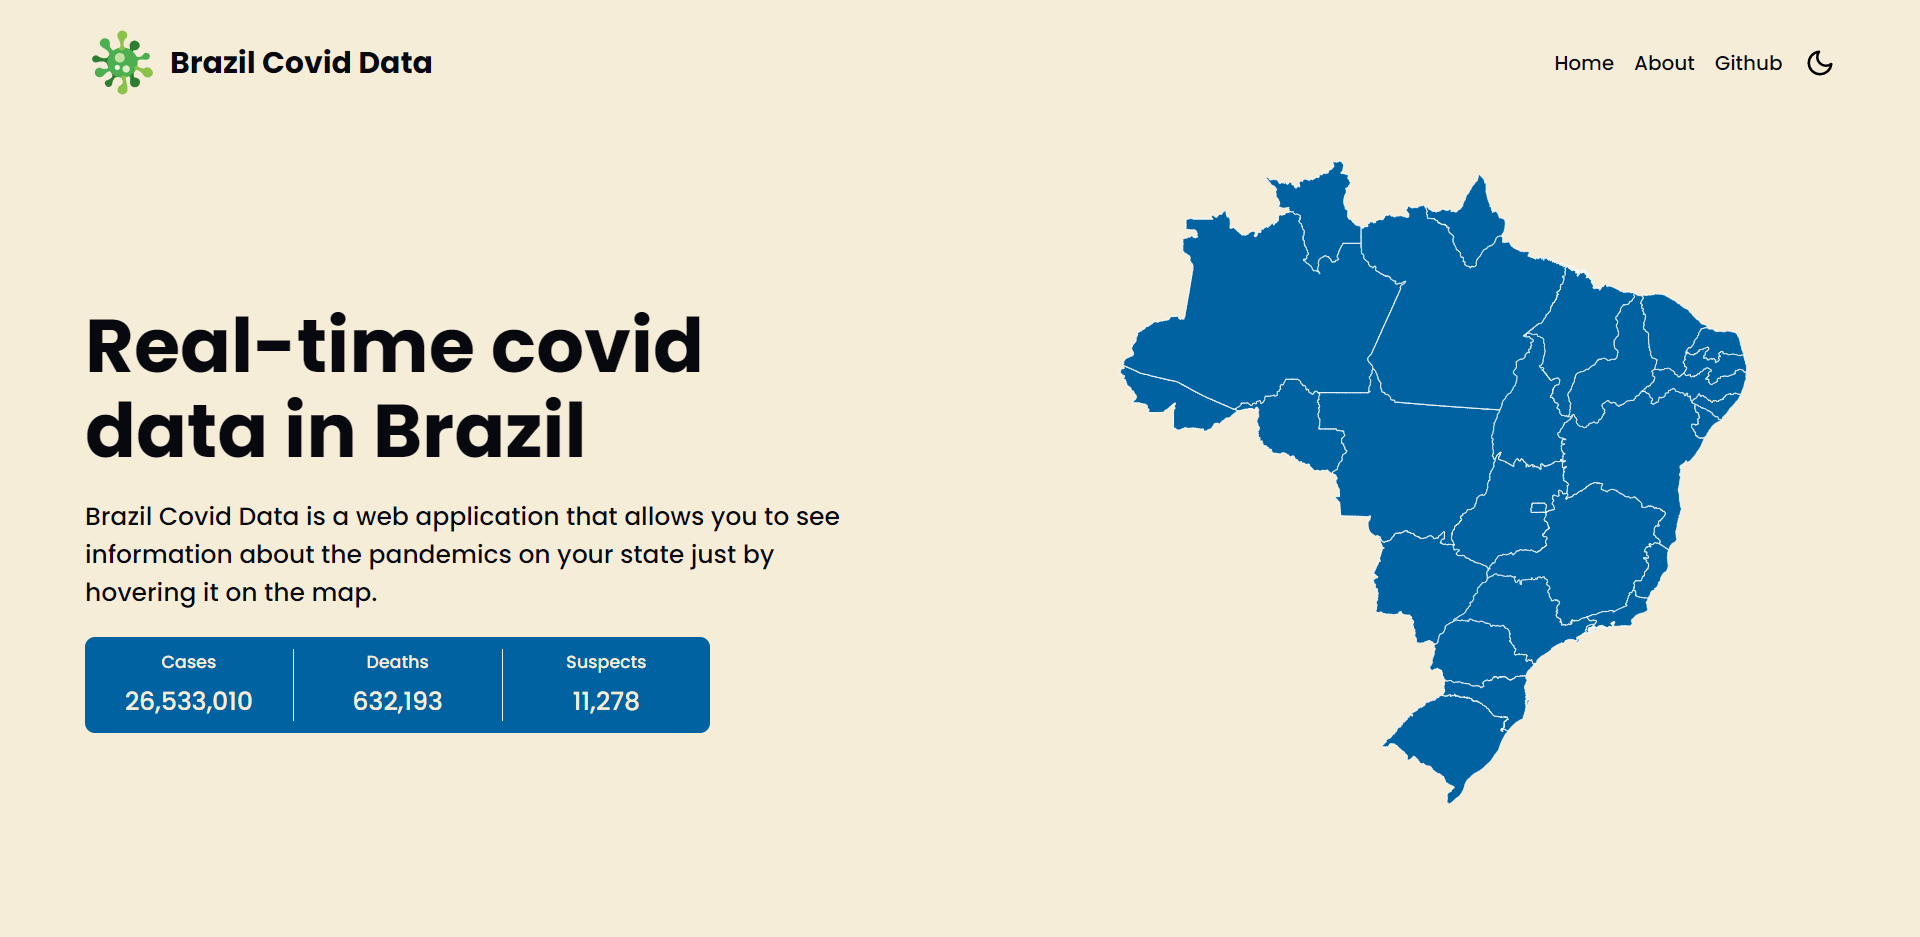 Brazil Covid Data
Home About Github
Real-time covid
data in Brazil
Brazil Covid Data is a web application that allows you to see
information about the pandemics on your state just by
hovering it on the map.
Cases Deaths Suspects
26,533,010 632,193 11,278